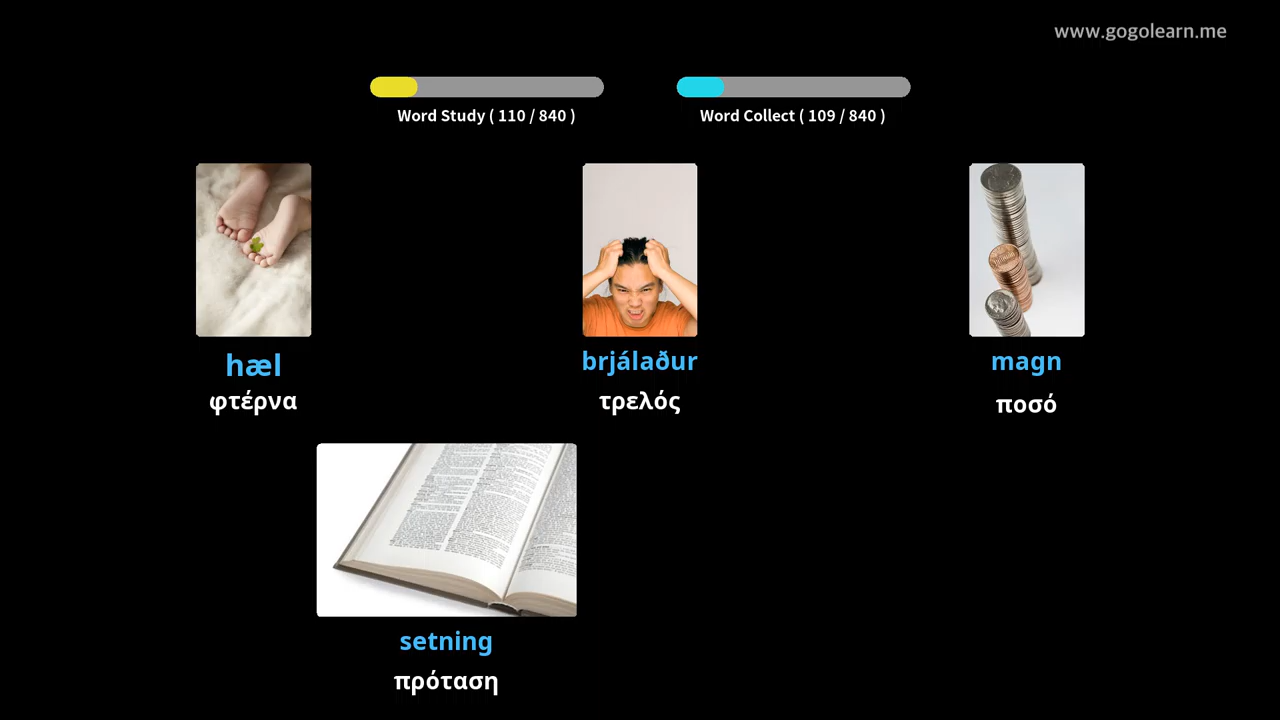 www.gogolearn.me
Word Study ( 110 / 840 )
Word Collect ( 109 / 840 )
hæl
φτέρνα
brjálaður
τρελός
magn
ποσό
setning
πρόταση